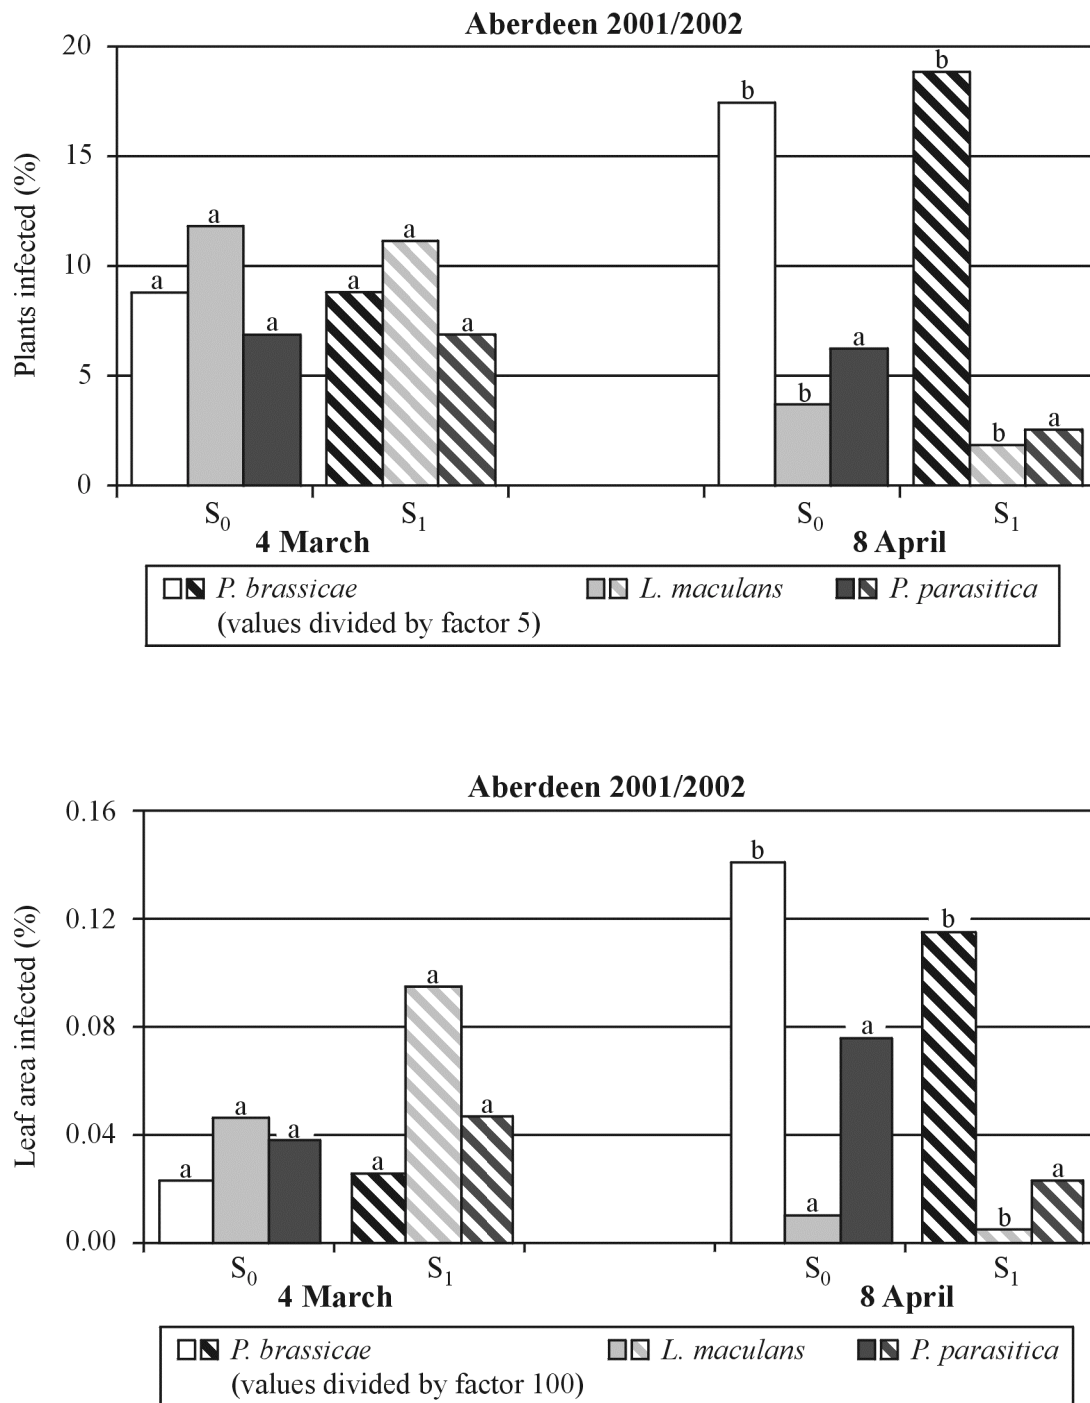 Aberdeen 2001/2002
Plants infected (%)
20
15
10
5
0
a a a a a a b b a b b a
S0 S1 S0 S1
4 March 8 April
P. brassicae L. maculans P. parasitica
(values divided by factor 5)
Aberdeen 2001/2002
Leaf area infected (%)
0.16
0.12
0.08
0.04
0.00
a a a a a a b a a b b a
S0 S1 S0 S1
4 March 8 April
P. brassicae L. maculans P. parasitica
(values divided by factor 100)